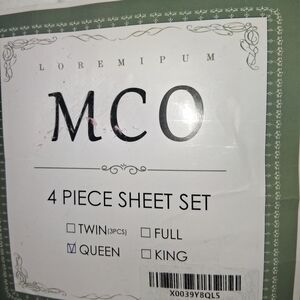 LOREMIPUM
MCO
4 PIECE SHEET SET
TWIN(3PCS) FULL
QUEEN KING
X0039Y8QLS